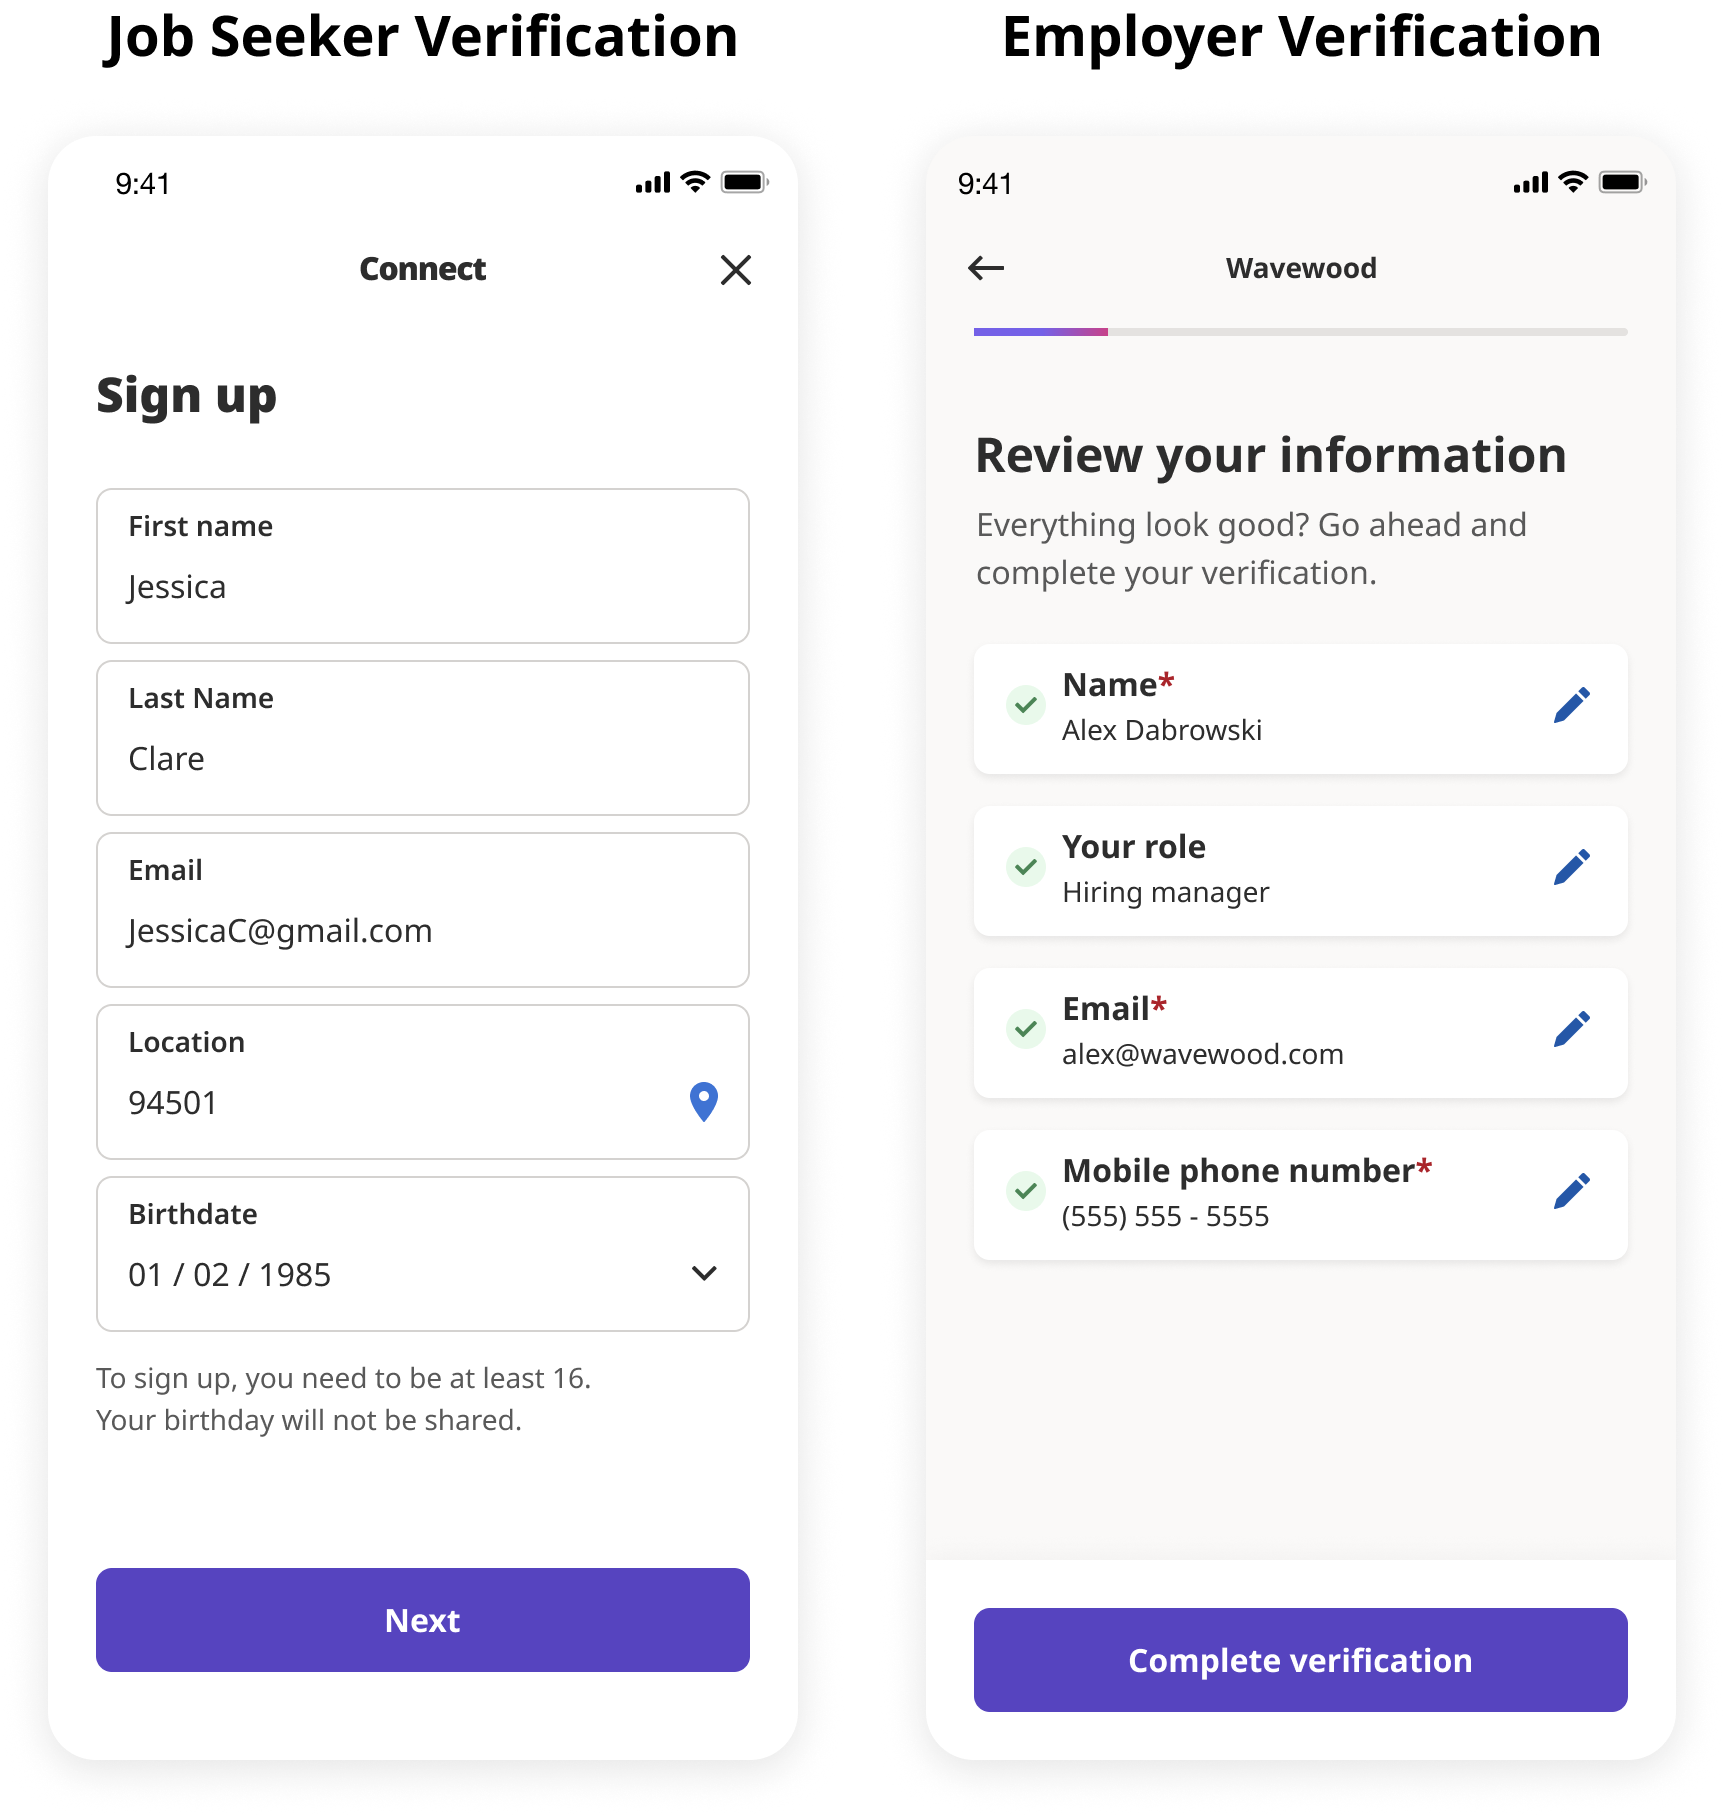 Job Seeker Verification
9:41
Connect
Sign up
First name
Jessica
Last Name
Clare
Email
JessicaC@gmail.com
Location
94501
Birthdate
01 / 02 / 1985
To sign up, you need to be at least 16.
Your birthday will not be shared.
Next
Employer Verification
9:41
Wavewood
Review your information
Everything look good? Go ahead and
complete your verification.
Name*
Alex Dabrowski
Your role
Hiring manager
Email*
alex@wavewood.com
Mobile phone number*
(555) 555 - 5555
Complete verification